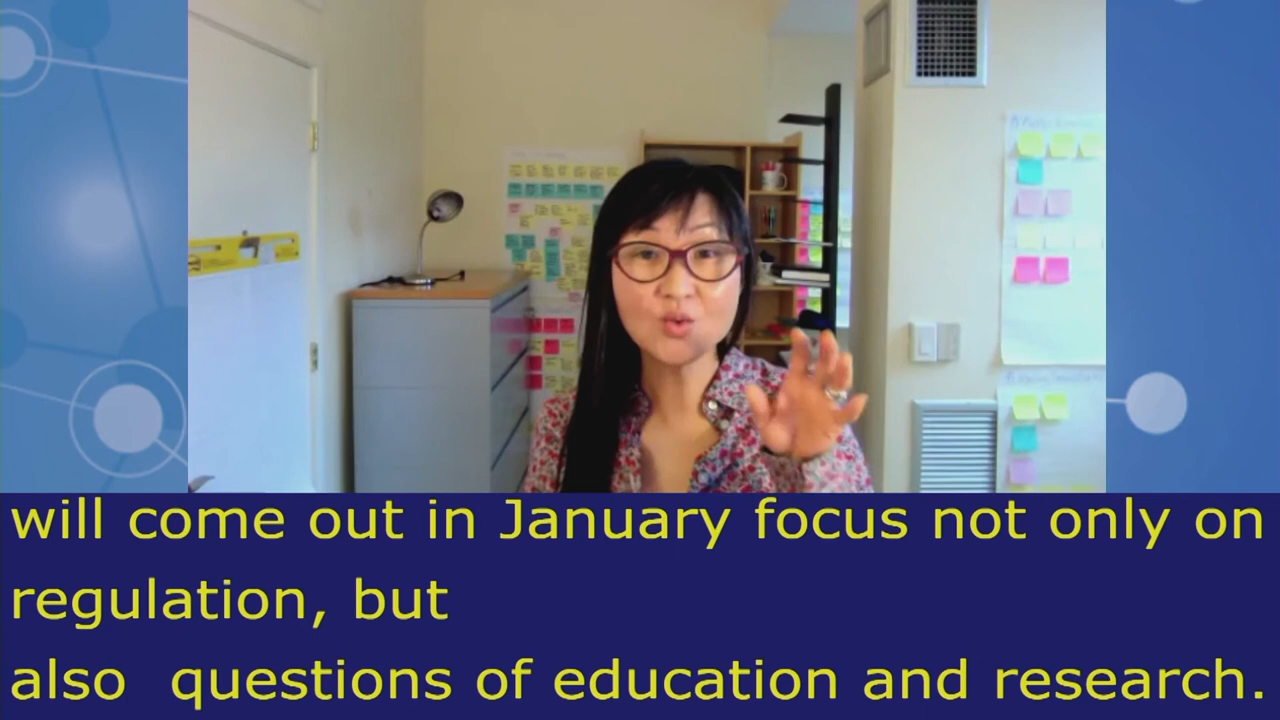 will come out in January focus not only on
regulation, but
also  questions of education and research.